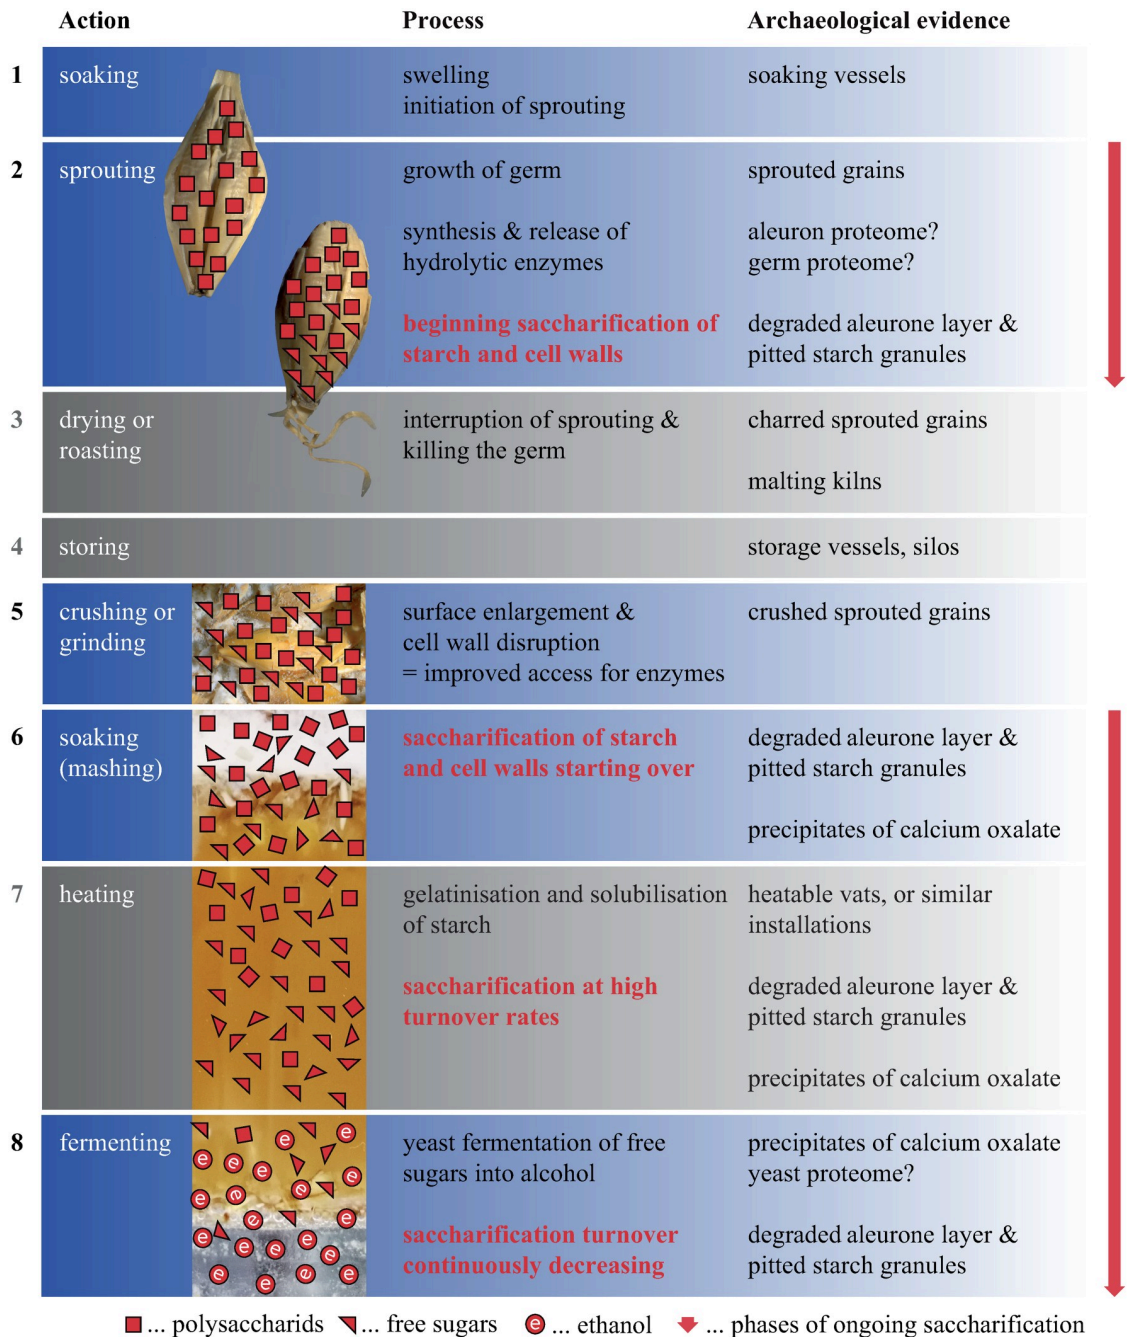 Action Process Archaeological evidence
1 soaking swelling soaking vessels
initiation of sprouting
2 sprouting growth of germ sprouted grains
synthesis & release of aleuron proteome?
hydrolytic enzymes germ proteome?
beginning saccharification of degraded aleurone layer &
starch and cell walls pitted starch granules
3 drying or interruption of sprouting & charred sprouted grains
roasting killing the germ
malting kilns
4 storing storage vessels, silos
5 crushing or surface enlargement & crushed sprouted grains
grinding cell wall disruption
= improved access for enzymes
6 soaking saccharification of starch degraded aleurone layer &
(mashing) and cell walls starting over pitted starch granules
precipitates of calcium oxalate
7 heating gelatinisation and solubilisation heatable vats, or similar
of starch installations
saccharification at high degraded aleurone layer &
turnover rates pitted starch granules
precipitates of calcium oxalate
8 fermenting yeast fermentation of free precipitates of calcium oxalate
sugars into alcohol yeast proteome?
saccharification turnover degraded aleurone layer &
continuously decreasing pitted starch granules
e e
e e e e
e e e
e e
e e e e e
e e e
... polysaccharids ... free sugars e ... ethanol ... phases of ongoing saccharification